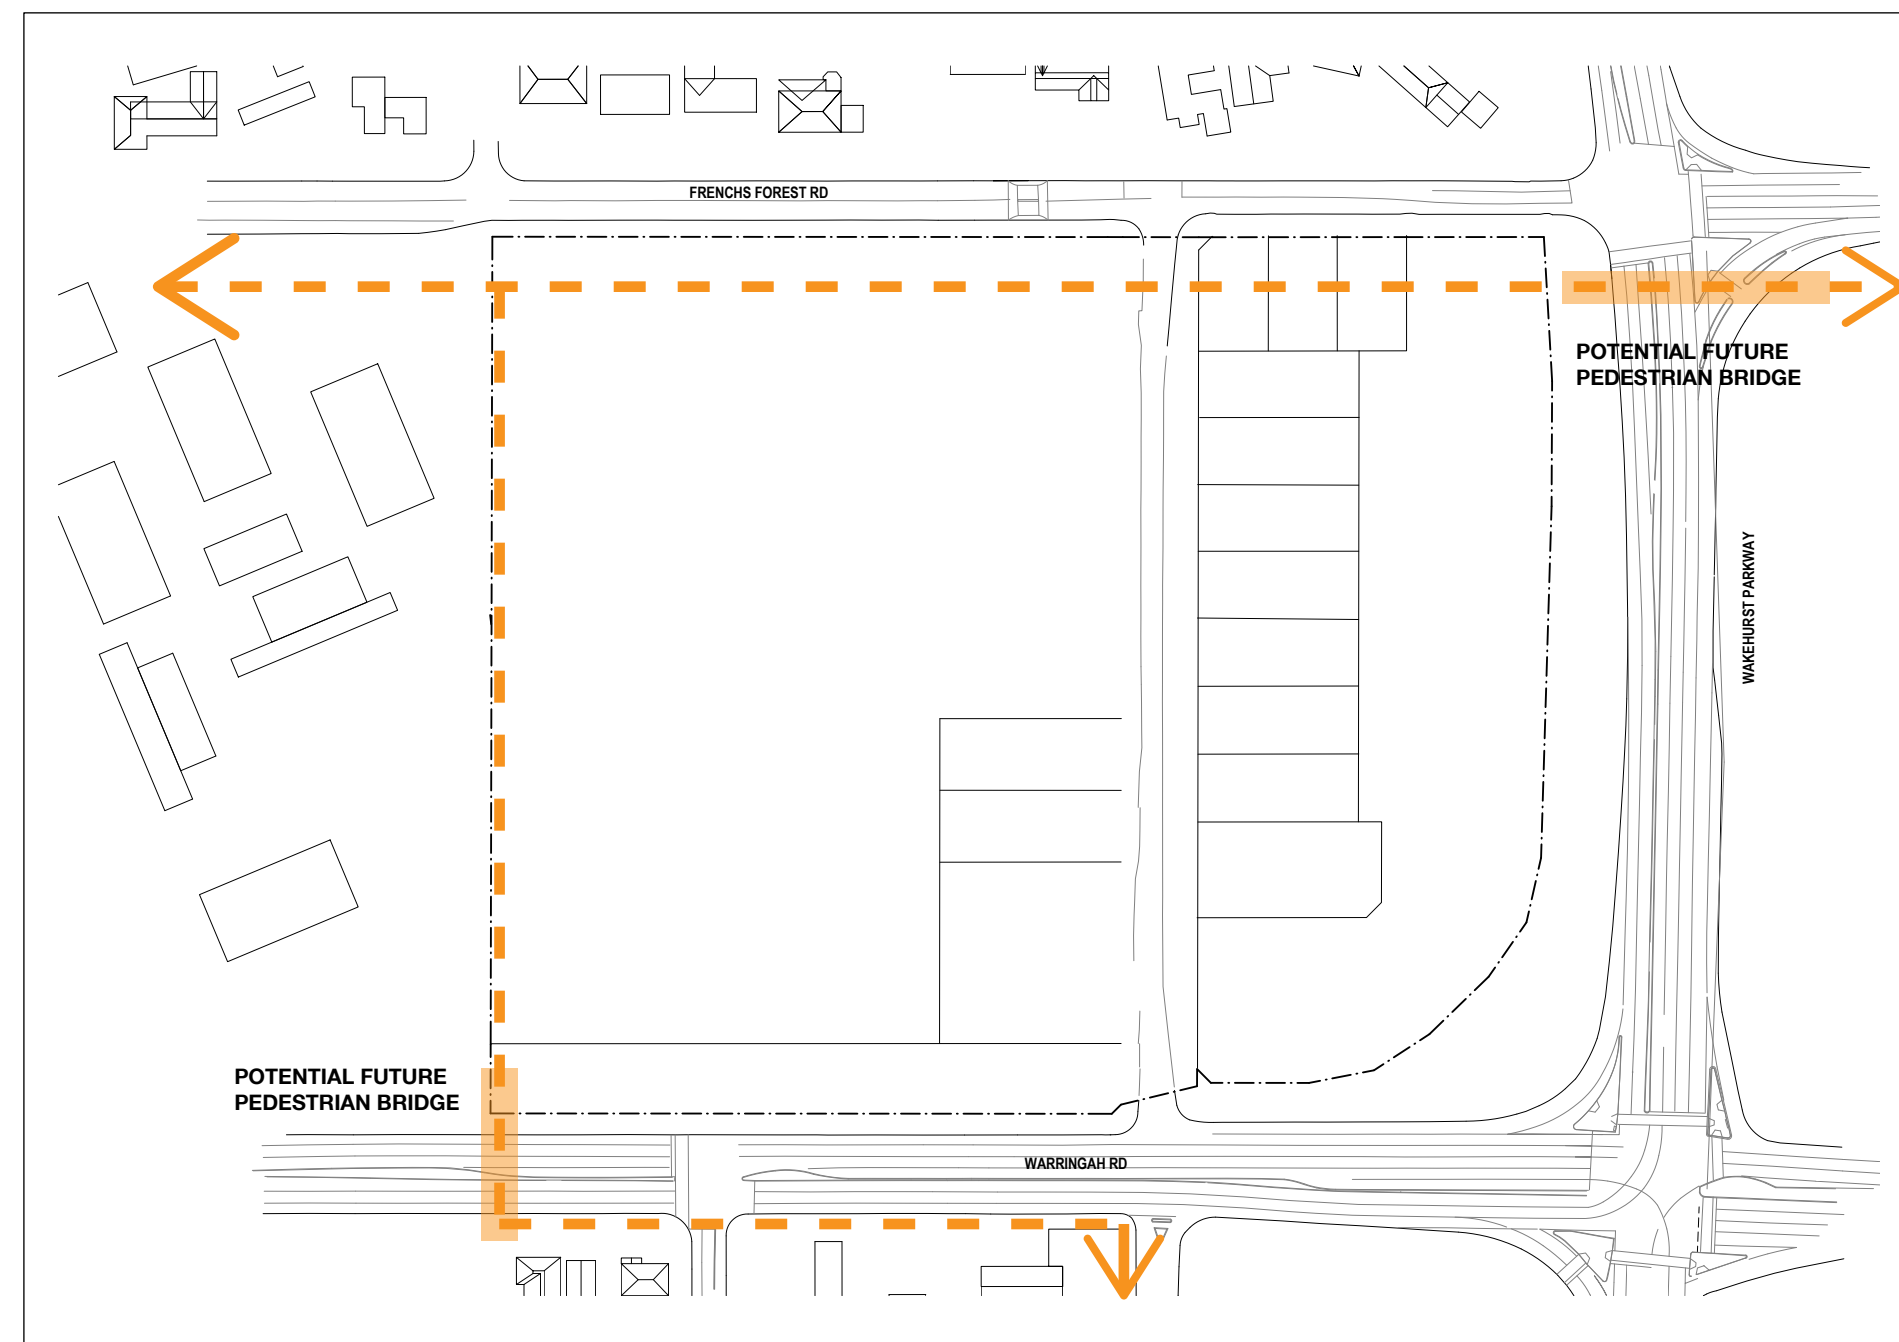 FRENCHS FOREST RD
POTENTIAL FUTURE
PEDESTRIAN BRIDGE
WAKEHURST PARKWAY
POTENTIAL FUTURE
PEDESTRIAN BRIDGE
WARRINGAH RD